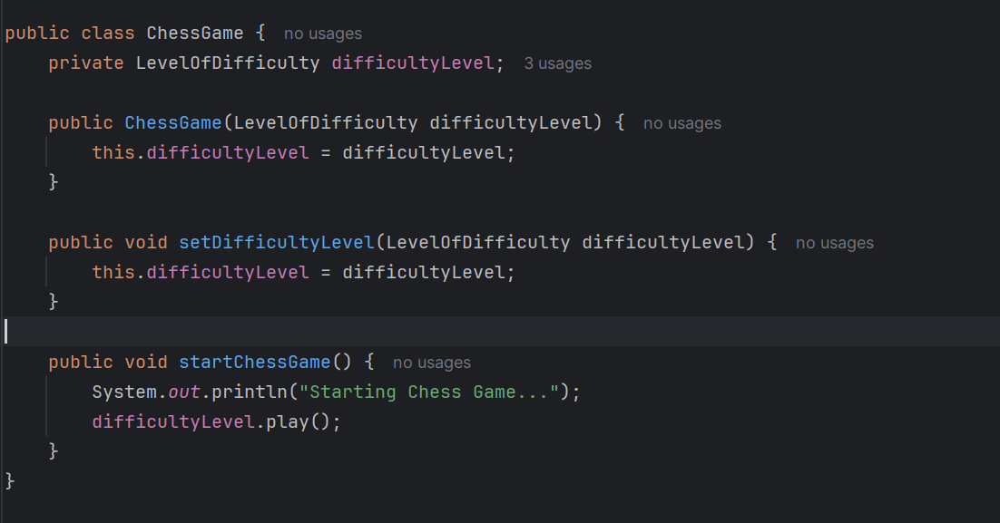 public class ChessGame { no usages
private LevelOfDifficulty difficultyLevel; 3 usages
public ChessGame(LevelOfDifficulty difficultyLevel) { no usages
this.difficultyLevel = difficultyLevel;
}
public void setDifficultyLevel(LevelOfDifficulty difficultyLevel) { no usages
this.difficultyLevel = difficultyLevel;
}
public void startChessGame() { no usages
System.out.println("Starting Chess Game...");
difficultyLevel.play();
}
}